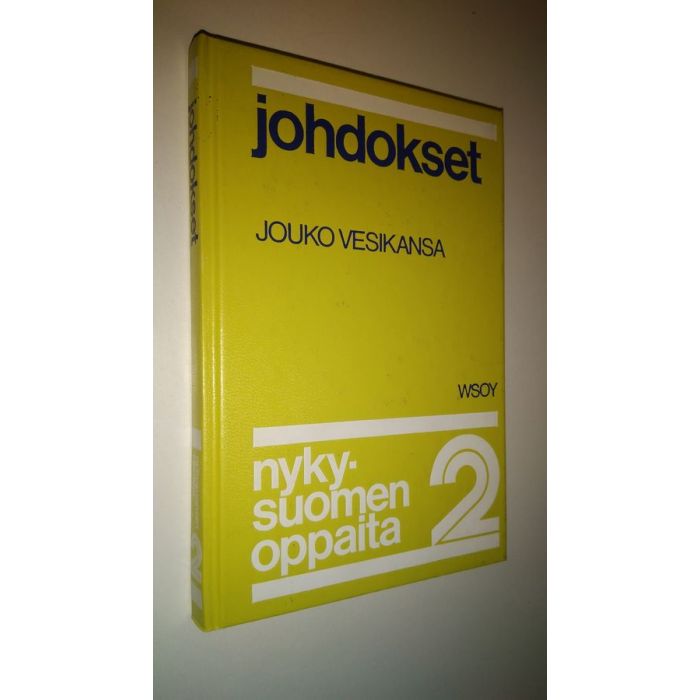 johdokset
johdokset
JOUKO VESIKANSA
WSOY
nyky-
suomen
oppaita
2
2